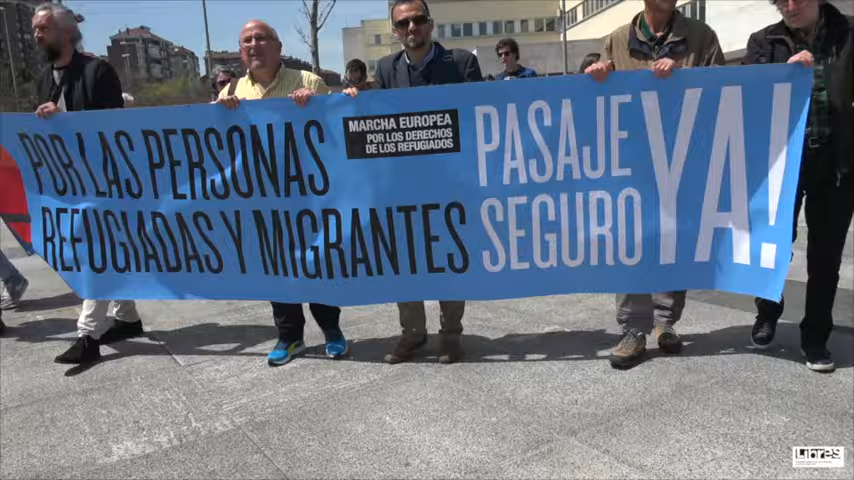 POR LAS PERSONAS
REFUGIADAS Y MIGRANTES
MARCHA EUROPEA
POR LOS DERECHOS
DE LOS REFUGIADOS
PASAJE
SEGURO
YA!
Libres